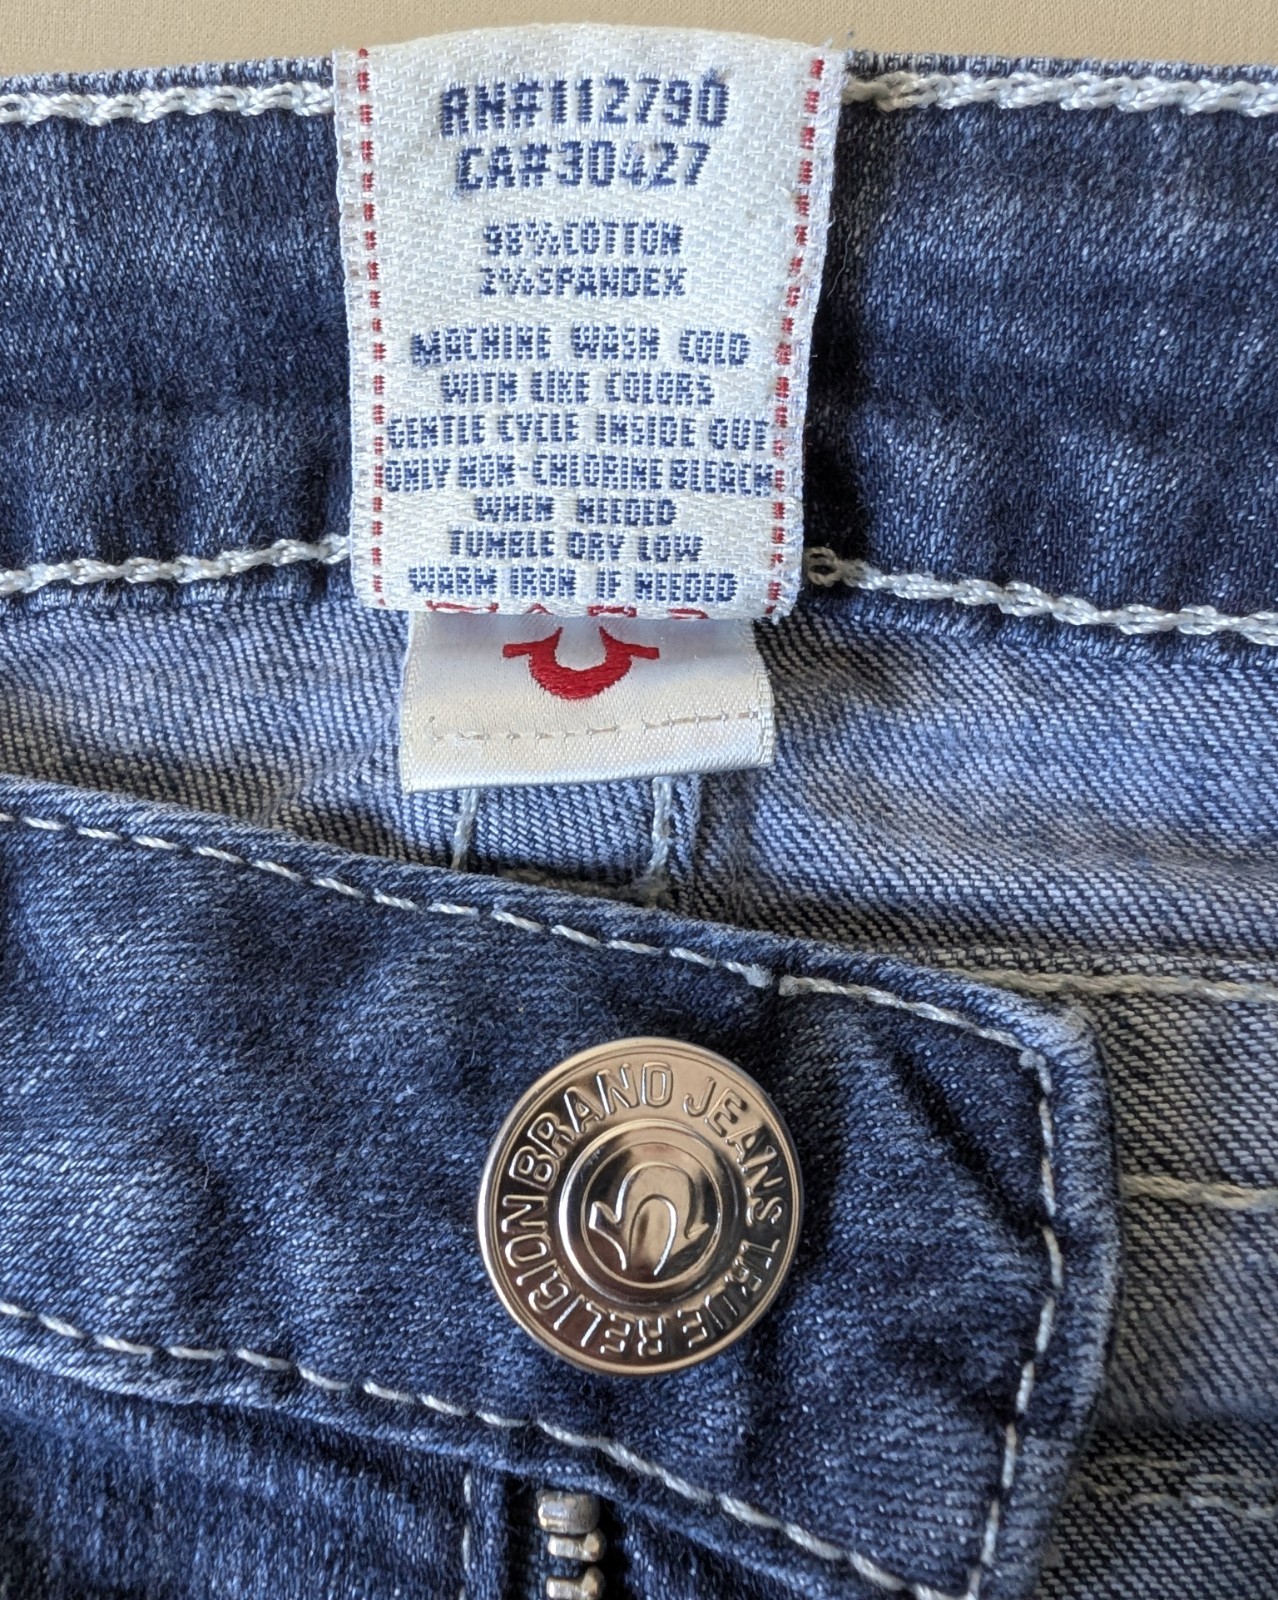 RN#112790
CA#30427
98%COTTON
2%SPANDEX
MACHINE WASH COLD
WITH LIKE COLORS
GENTLE CYCLE INSIDE OUT
ONLY NON-CHLORINE BLEACH
WHEN NEEDED
TUMBLE DRY LOW
WARM IRON IF NEEDED
TRUE RELIGION BRAND JEANS